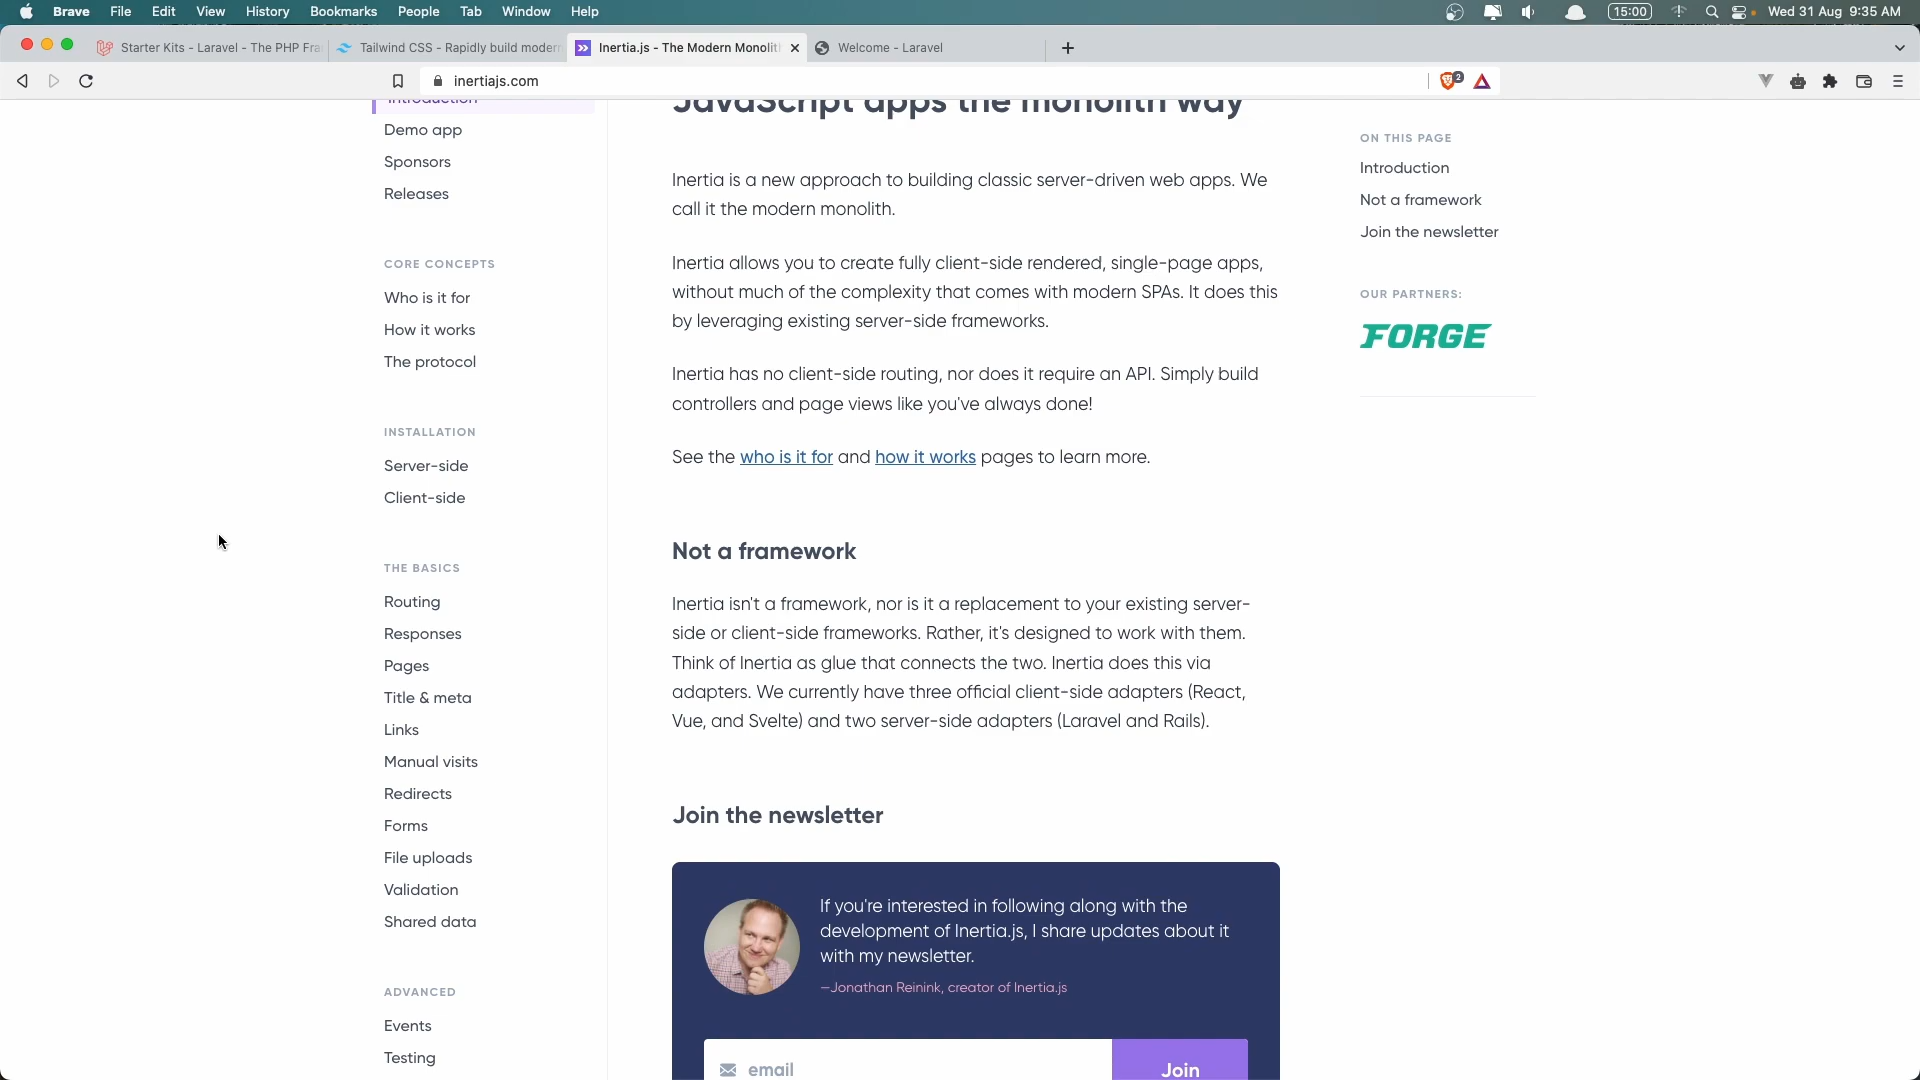 Brave File Edit View History Bookmarks People Tab Window Help
15:00
Wed 31 Aug 9:35 AM
Starter Kits - Laravel - The PHP Fra
Tailwind CSS - Rapidly build modern
Inertia.js - The Modern Monolit
Welcome - Laravel
inertiajs.com
2
Introduction
Demo app
Sponsors
Releases
CORE CONCEPTS
Who is it for
How it works
The protocol
INSTALLATION
Server-side
Client-side
THE BASICS
Routing
Responses
Pages
Title & meta
Links
Manual visits
Redirects
Forms
File uploads
Validation
Shared data
ADVANCED
Events
Testing
JavaScript apps the monolith way
Inertia is a new approach to building classic server-driven web apps. We
call it the modern monolith.
Inertia allows you to create fully client-side rendered, single-page apps,
without much of the complexity that comes with modern SPAs. It does this
by leveraging existing server-side frameworks.
Inertia has no client-side routing, nor does it require an API. Simply build
controllers and page views like you've always done!
See the who is it for and how it works pages to learn more.
Not a framework
Inertia isn't a framework, nor is it a replacement to your existing server-
side or client-side frameworks. Rather, it's designed to work with them.
Think of Inertia as glue that connects the two. Inertia does this via
adapters. We currently have three official client-side adapters (React,
Vue, and Svelte) and two server-side adapters (Laravel and Rails).
Join the newsletter
If you're interested in following along with the
development of Inertia.js, I share updates about it
with my newsletter.
—Jonathan Reinink, creator of Inertia.js
email
Join
ON THIS PAGE
Introduction
Not a framework
Join the newsletter
OUR PARTNERS:
FORGE